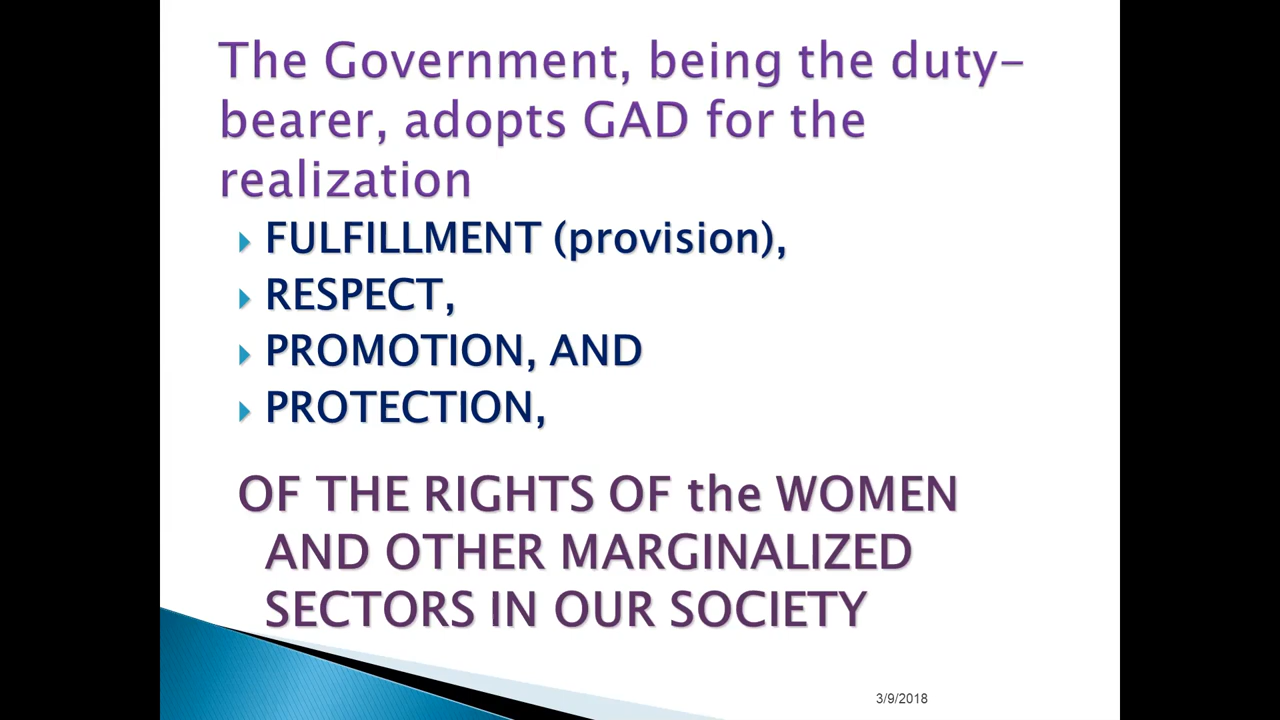 The Government, being the duty-
bearer, adopts GAD for the
realization
FULFILLMENT (provision),
RESPECT,
PROMOTION, AND
PROTECTION,
OF THE RIGHTS OF the WOMEN
AND OTHER MARGINALIZED
SECTORS IN OUR SOCIETY
3/9/2018